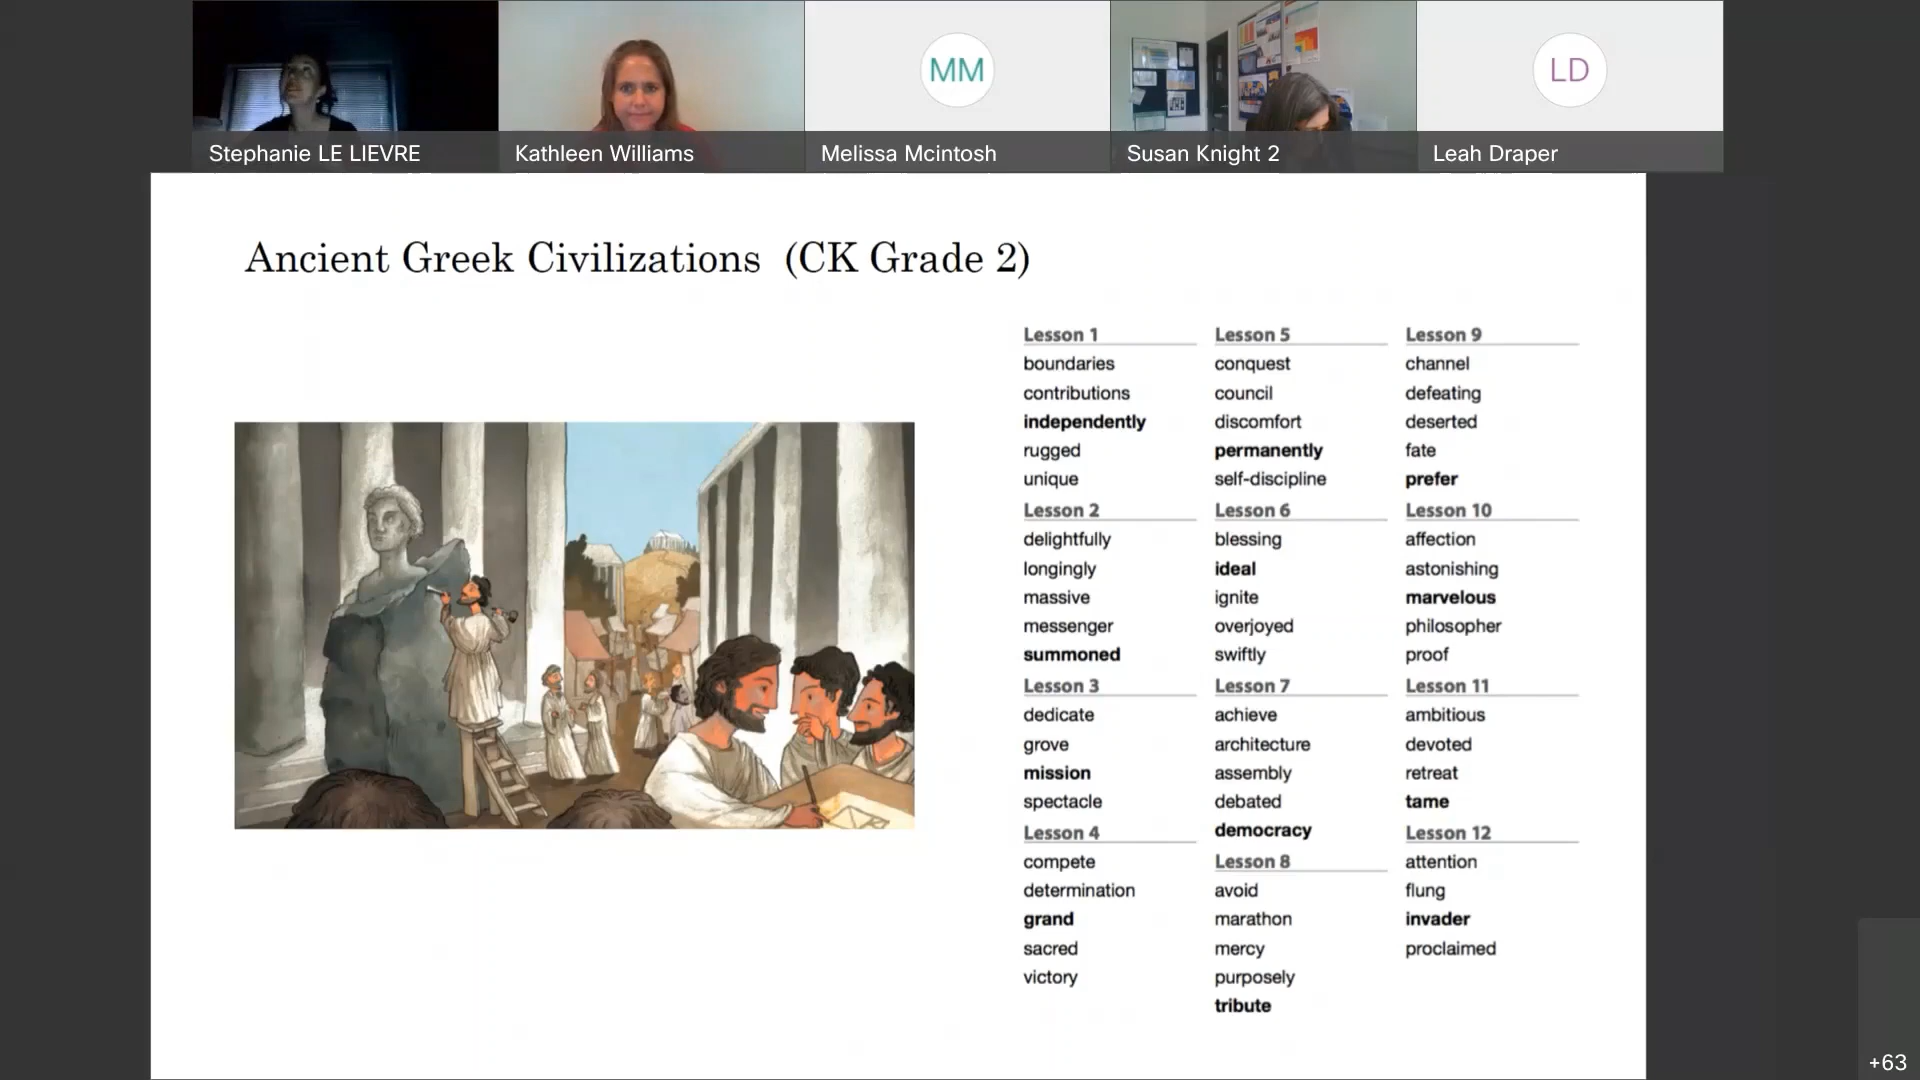 MM
LD
Stephanie LE LIEVRE
Kathleen Williams
Melissa Mcintosh
Susan Knight 2
Leah Draper
Ancient Greek Civilizations (CK Grade 2)
Lesson 1
boundaries
contributions
independently
rugged
unique
Lesson 2
delightfully
longingly
massive
messenger
summoned
Lesson 3
dedicate
grove
mission
spectacle
Lesson 4
compete
determination
grand
sacred
victory
Lesson 5
conquest
council
discomfort
permanently
self-discipline
Lesson 6
blessing
ideal
ignite
overjoyed
swiftly
Lesson 7
achieve
architecture
assembly
debated
democracy
Lesson 8
avoid
marathon
mercy
purposely
tribute
Lesson 9
channel
defeating
deserted
fate
prefer
Lesson 10
affection
astonishing
marvelous
philosopher
proof
Lesson 11
ambitious
devoted
retreat
tame
Lesson 12
attention
flung
invader
proclaimed
+63